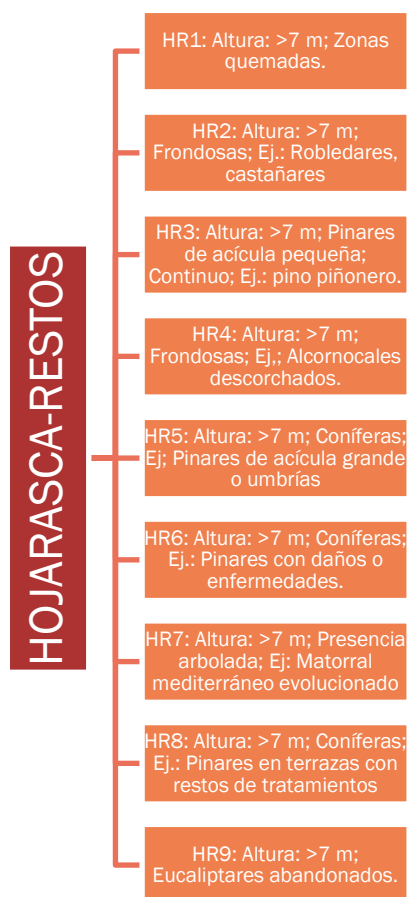 HOJARASCA-RESTOS
HR1: Altura: >7 m; Zonas
quemadas.
HR2: Altura: >7 m;
Frondosas; Ej.: Robledares,
castañares
HR3: Altura: >7 m; Pinares
de acícula pequeña;
Continuo; Ej.: pino piñonero.
HR4: Altura: >7 m;
Frondosas; Ej,; Alcornocales
descorchados.
HR5: Altura: >7 m; Coníferas;
Ej; Pinares de acícula grande
o umbrías
HR6: Altura: >7 m; Coníferas;
Ej.: Pinares con daños o
enfermedades.
HR7: Altura: >7 m; Presencia
arbolada; Ej: Matorral
mediterráneo evolucionado
HR8: Altura: >7 m; Coníferas;
Ej.: Pinares en terrazas con
restos de tratamientos
HR9: Altura: >7 m;
Eucaliptares abandonados.